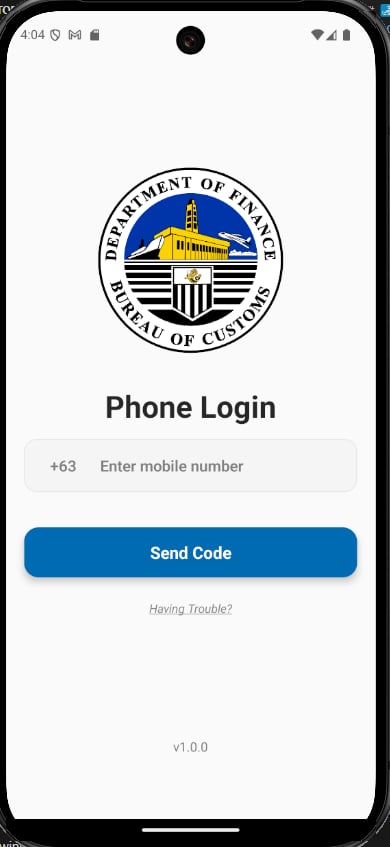 4:04
DEPARTMENT OF FINANCE
BUREAU OF CUSTOMS
Phone Login
+63 Enter mobile number
Send Code
Having Trouble?
v1.0.0